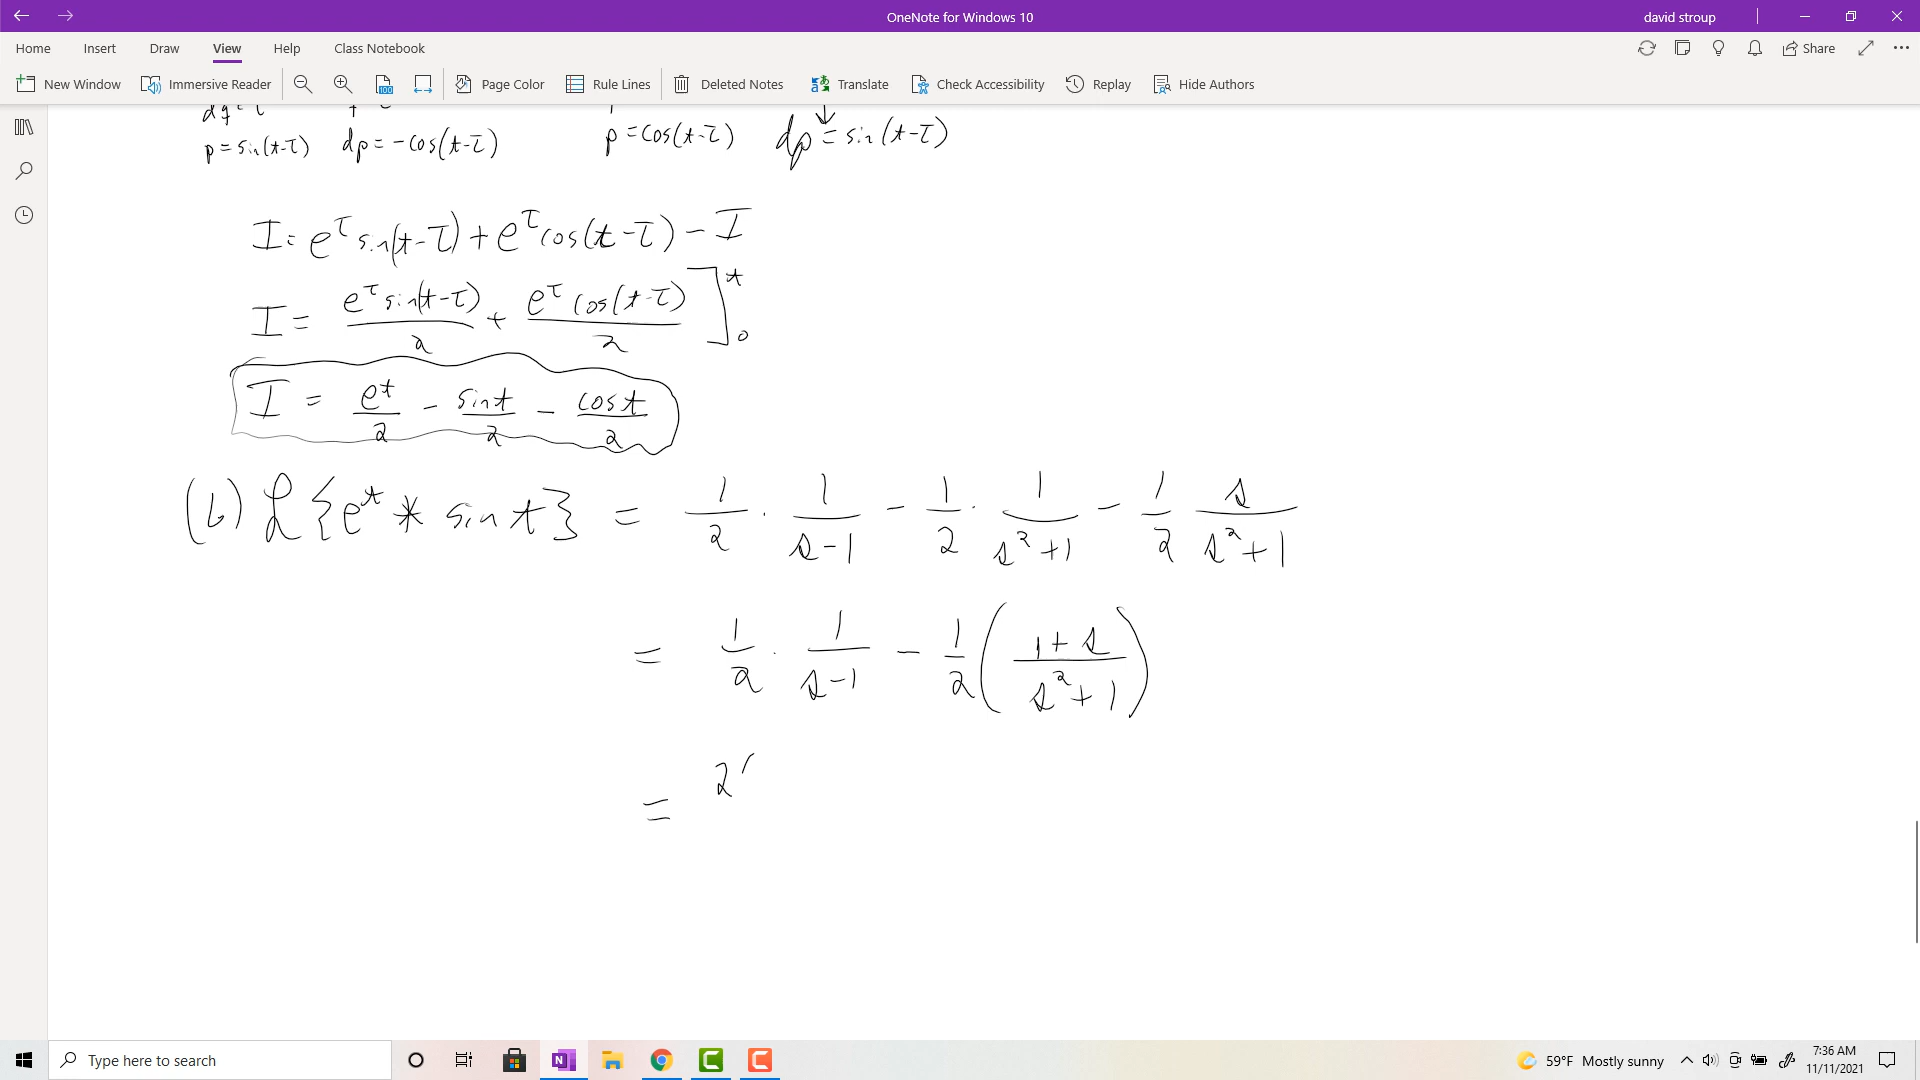 OneNote for Windows 10
david stroup
Home Insert Draw View Help Class Notebook
Share
New Window Immersive Reader 100 Page Color Rule Lines Deleted Notes Translate Check Accessibility Replay Hide Authors
p = sin(t-τ) dp = -cos(t-τ) p = cos(t-τ) dp = sin(t-τ)
I = e^τ sin(t-τ) + e^τ cos(t-τ) - I
I = e^τ sin(t-τ)/2 + e^τ cos(t-τ)/2 ]_0^t
I = e^t/2 - sin t/2 - cos t/2
(b) ℒ{e^t * sin t} = 1/2 · 1/(s-1) - 1/2 · 1/(s²+1) - 1/2 s/(s²+1)
= 1/2 · 1/(s-1) - 1/2 ((1+s)/(s²+1))
= 2(
Type here to search
59°F Mostly sunny
7:36 AM
11/11/2021